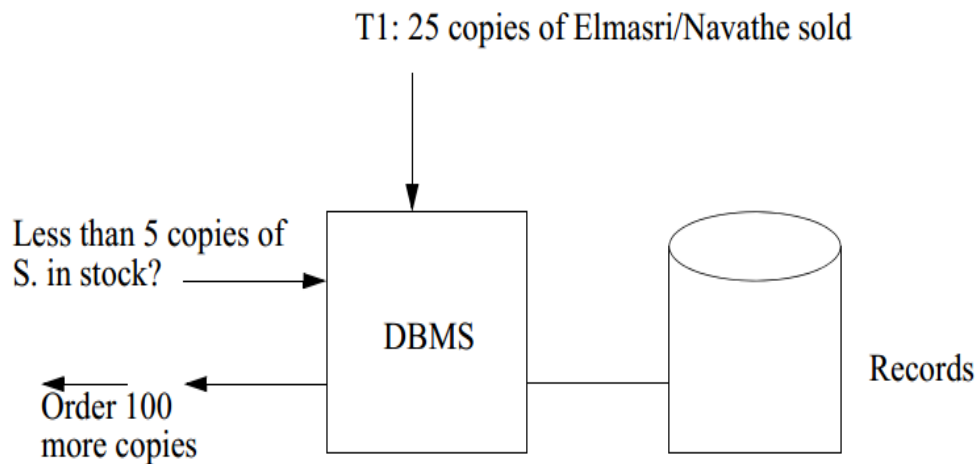 T1: 25 copies of Elmasri/Navathe sold
Less than 5 copies of
S. in stock?
DBMS
Records
Order 100
more copies